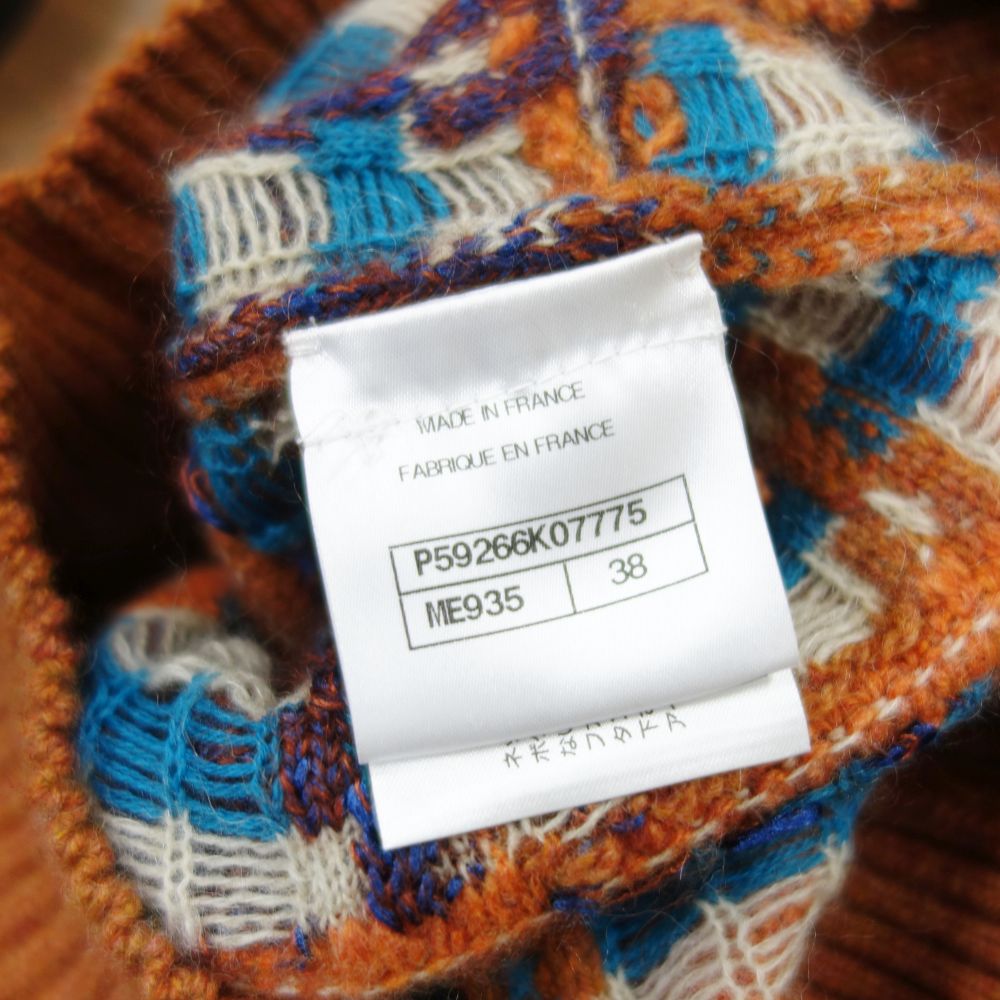 MADE IN FRANCE
FABRIQUE EN FRANCE
P59266K07775
ME935 38